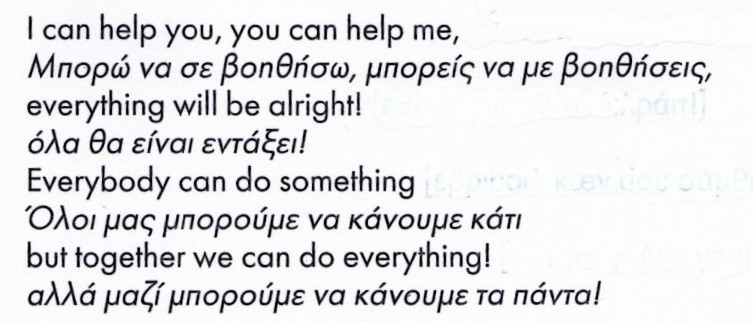 I can help you, you can help me,
Μπορώ να σε βοηθήσω, μπορείς να με βοηθήσεις,
everything will be alright!
όλα θα είναι εντάξει!
Everybody can do something
Όλοι μας μπορούμε να κάνουμε κάτι
but together we can do everything!
αλλά μαζί μπορούμε να κάνουμε τα πάντα!